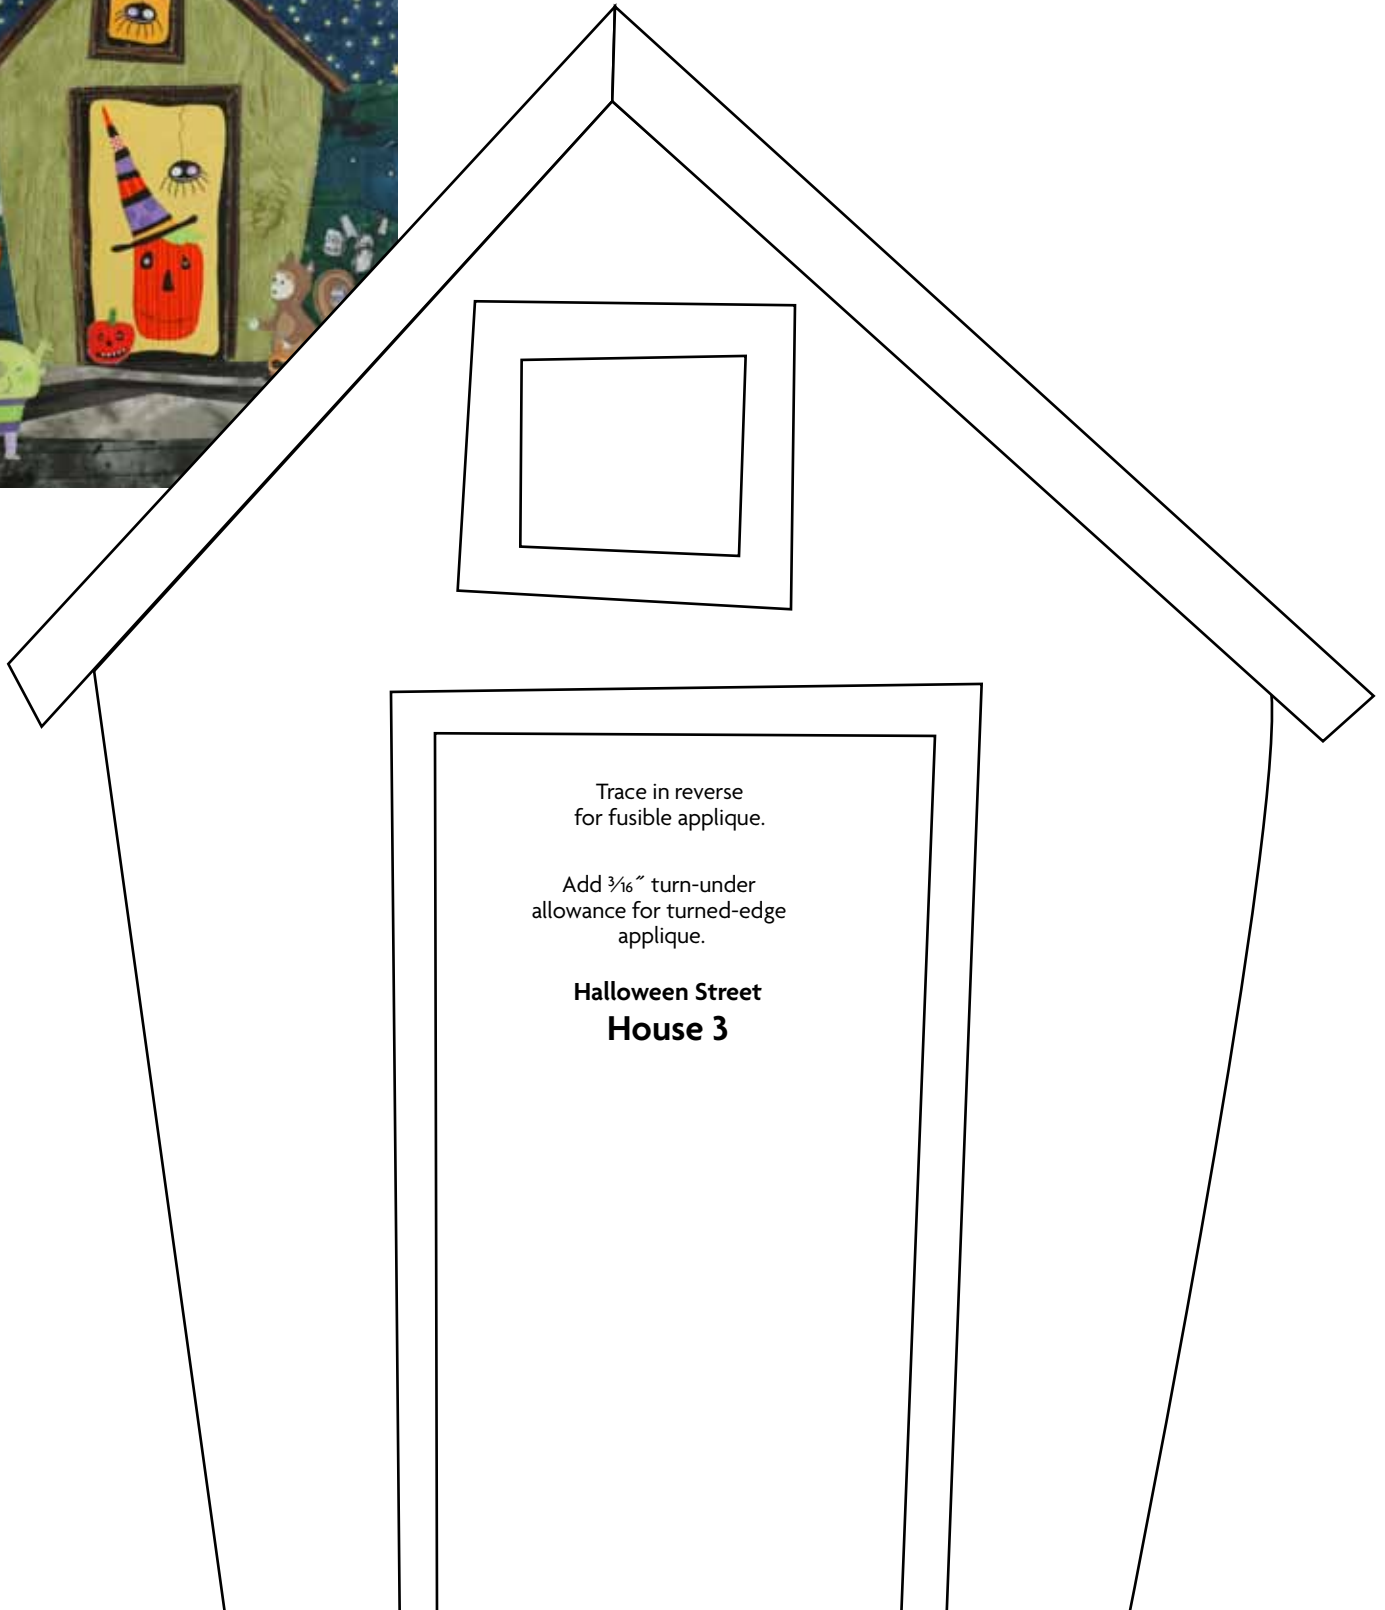 Trace in reverse
for fusible applique.
Add 3⁄16˝ turn-under
allowance for turned-edge
applique.
Halloween Street
House 3